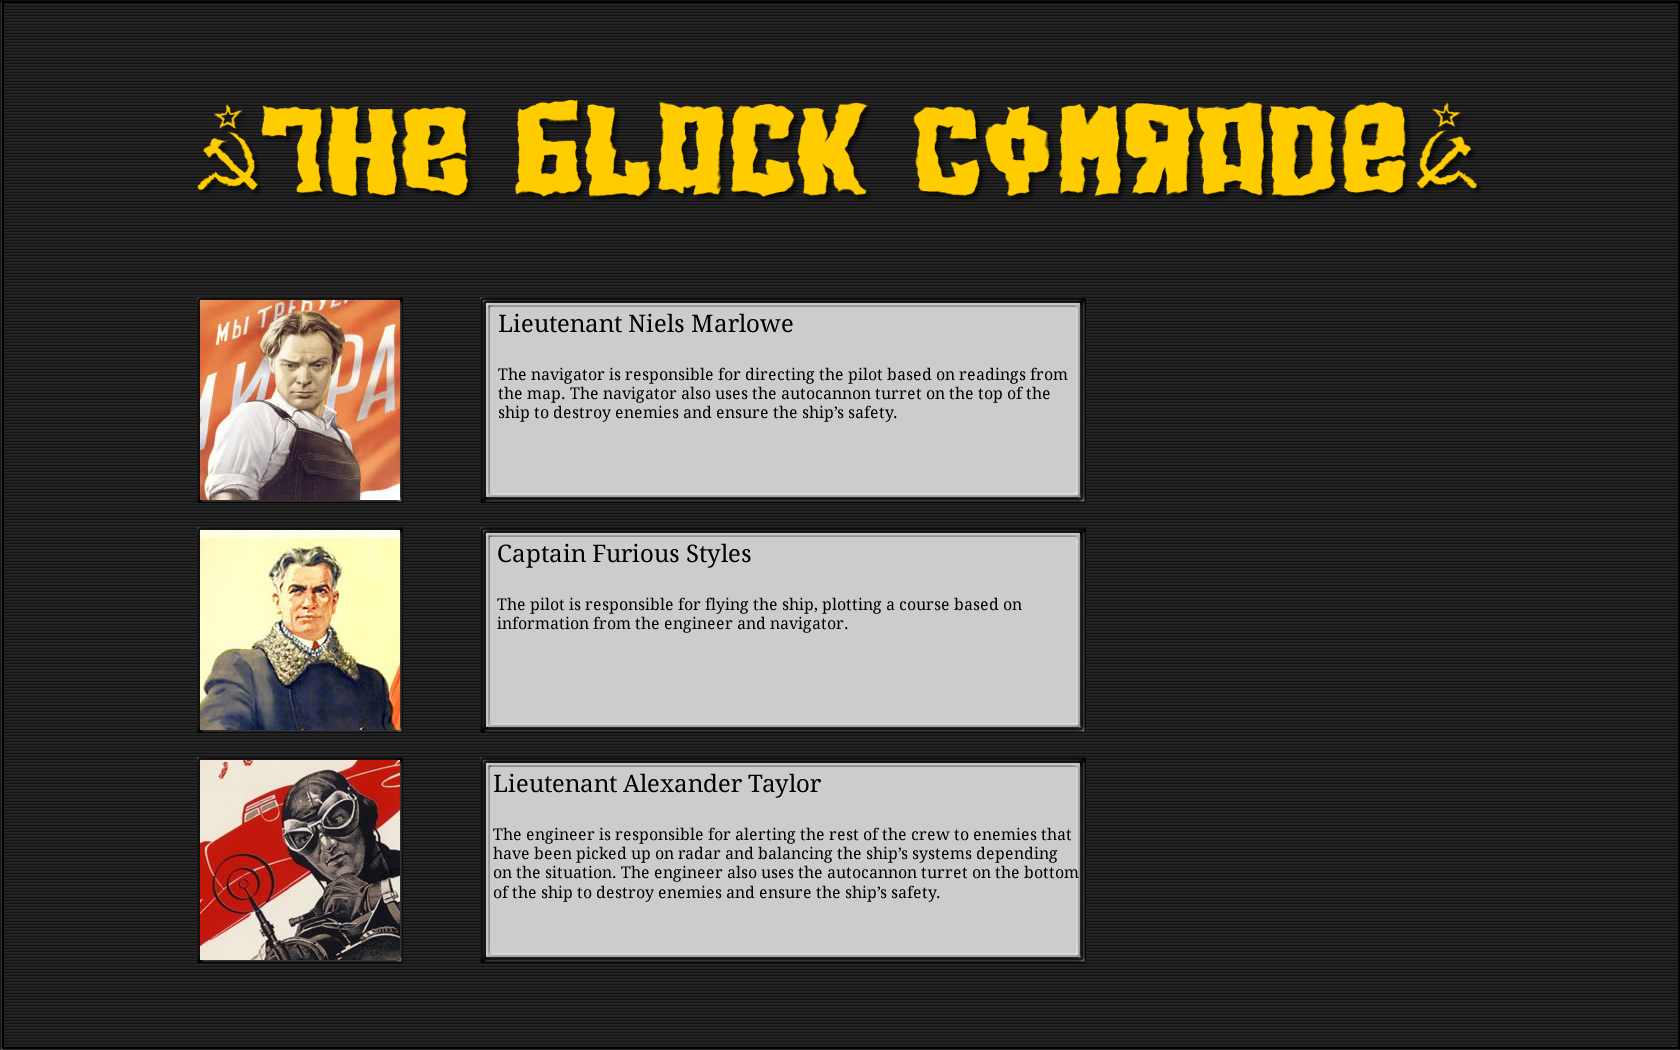 THE BLACK COMRADE
МЫ ТРЕБУЕ
МИРА
Lieutenant Niels Marlowe
The navigator is responsible for directing the pilot based on readings from
the map. The navigator also uses the autocannon turret on the top of the
ship to destroy enemies and ensure the ship’s safety.
Captain Furious Styles
The pilot is responsible for flying the ship, plotting a course based on
information from the engineer and navigator.
Lieutenant Alexander Taylor
The engineer is responsible for alerting the rest of the crew to enemies that
have been picked up on radar and balancing the ship’s systems depending
on the situation. The engineer also uses the autocannon turret on the bottom
of the ship to destroy enemies and ensure the ship’s safety.